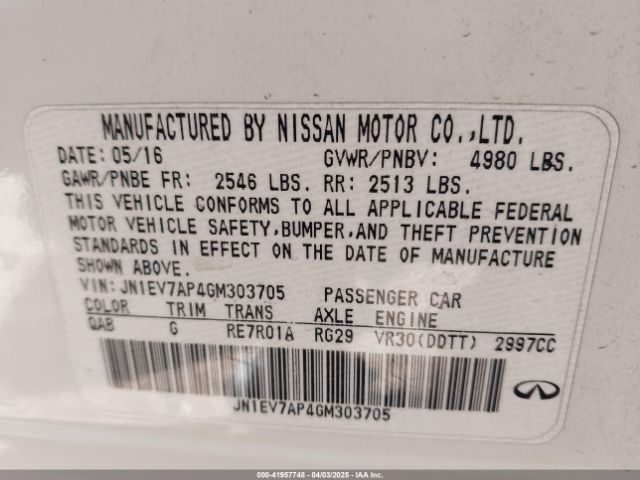 MANUFACTURED BY NISSAN MOTOR CO.,LTD.
DATE: 05/16 GVWR/PNBV: 4980 LBS.
GAWR/PNBE FR: 2546 LBS. RR: 2513 LBS.
THIS VEHICLE CONFORMS TO ALL APPLICABLE FEDERAL
MOTOR VEHICLE SAFETY,BUMPER,AND THEFT PREVENTION
STANDARDS IN EFFECT ON THE DATE OF MANUFACTURE
SHOWN ABOVE.
VIN: JN1EV7AP4GM303705 PASSENGER CAR
COLOR TRIM TRANS AXLE ENGINE
QAB G RE7R01A RG29 VR30(DDTT) 2997CC
JN1EV7AP4GM303705
000-41957748 - 04/03/2025 - IAA Inc.